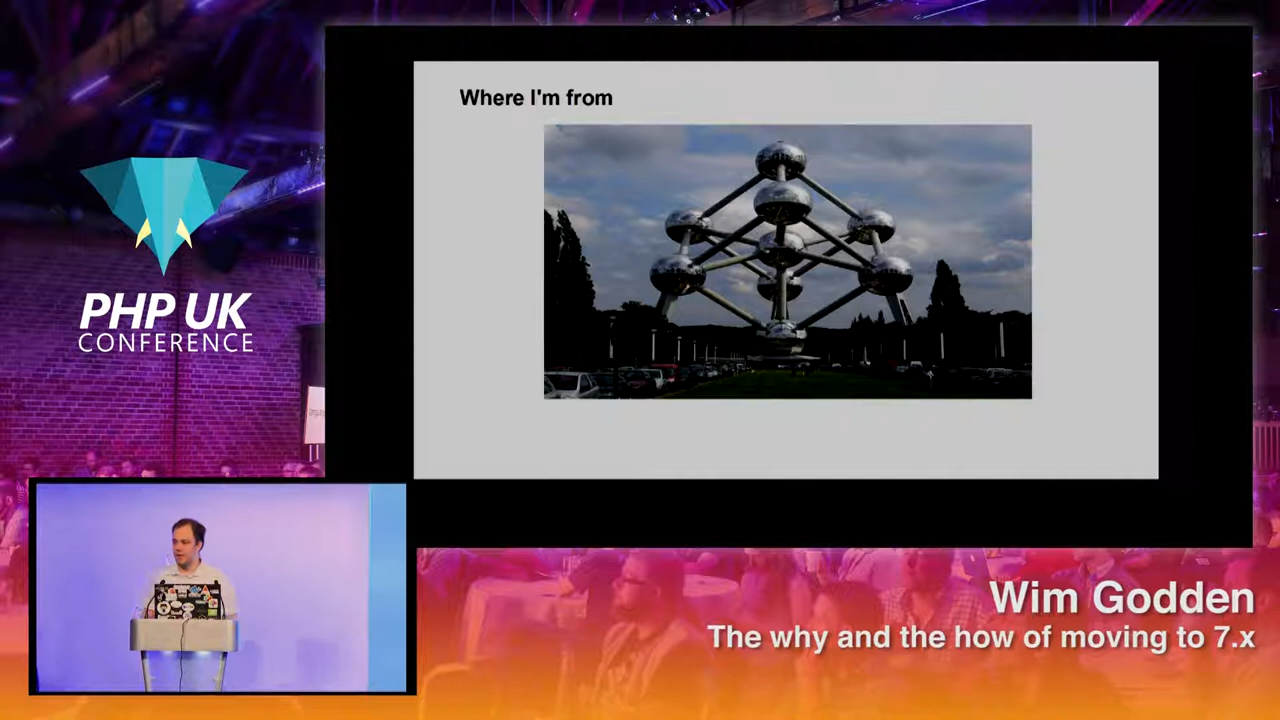 Where I'm from
PHP UK
CONFERENCE
Wim Godden
The why and the how of moving to 7.x